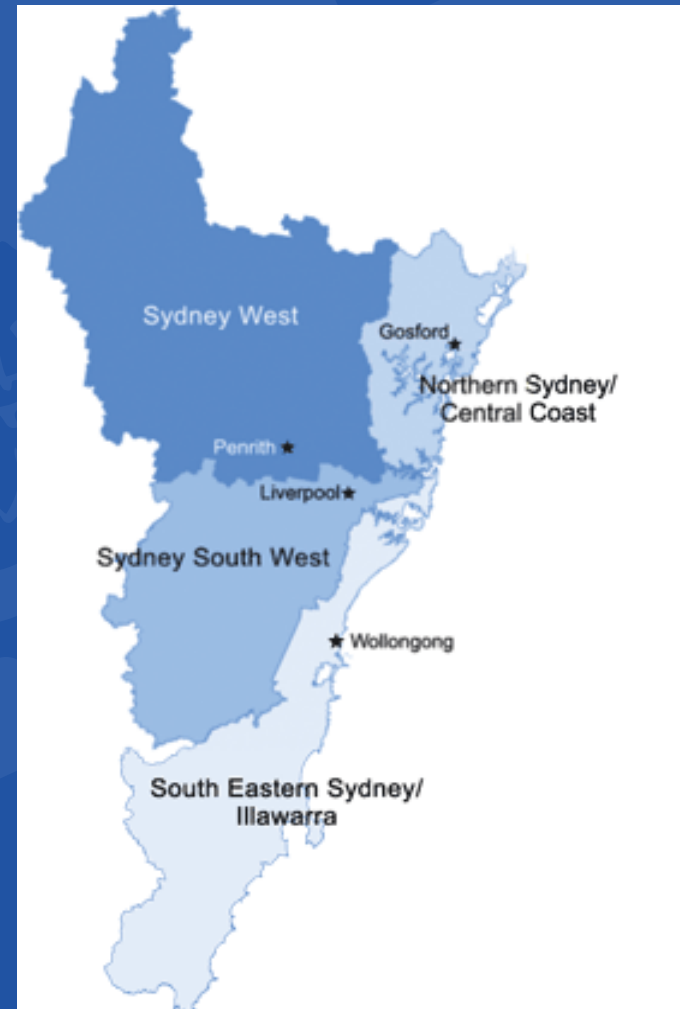 Sydney West
Gosford
Northern Sydney/
Central Coast
Penrith
Liverpool
Sydney South West
Wollongong
South Eastern Sydney/
Illawarra